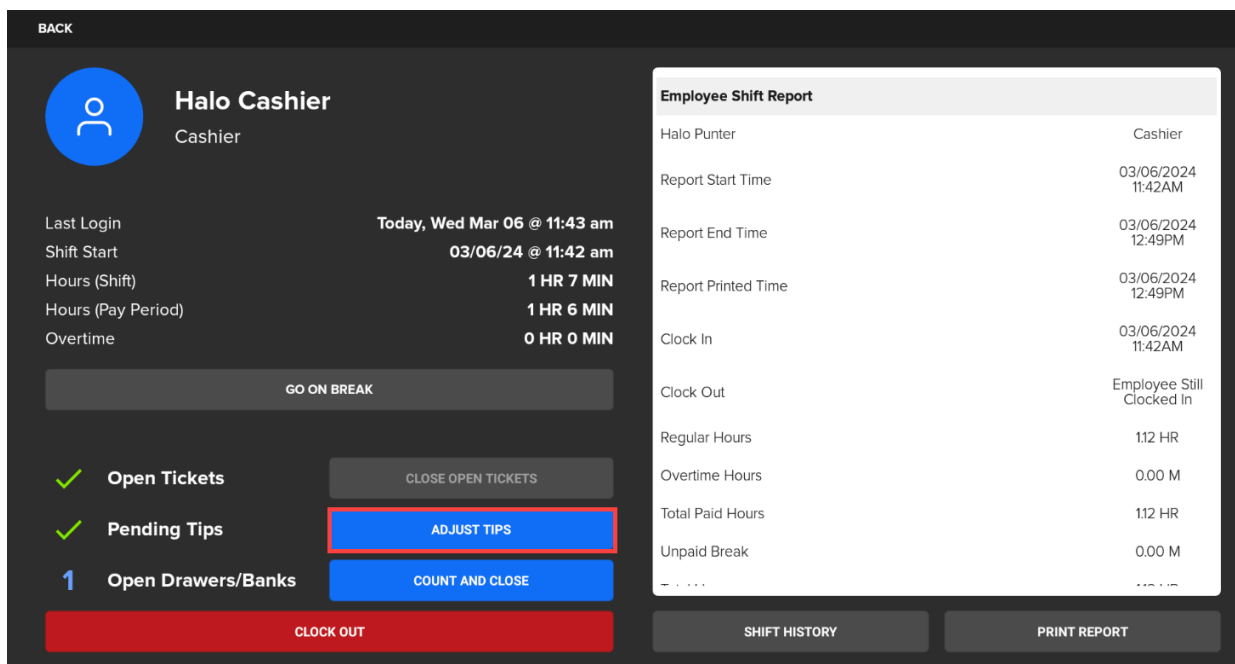 BACK
Halo Cashier
Cashier
Last Login Today, Wed Mar 06 @ 11:43 am
Shift Start 03/06/24 @ 11:42 am
Hours (Shift) 1 HR 7 MIN
Hours (Pay Period) 1 HR 6 MIN
Overtime 0 HR 0 MIN
GO ON BREAK
Open Tickets CLOSE OPEN TICKETS
Pending Tips ADJUST TIPS
1 Open Drawers/Banks COUNT AND CLOSE
CLOCK OUT
Employee Shift Report
Halo Punter Cashier
Report Start Time 03/06/2024
11:42AM
Report End Time 03/06/2024
12:49PM
Report Printed Time 03/06/2024
12:49PM
Clock In 03/06/2024
11:42AM
Clock Out Employee Still
Clocked In
Regular Hours 1.12 HR
Overtime Hours 0.00 M
Total Paid Hours 1.12 HR
Unpaid Break 0.00 M
SHIFT HISTORY PRINT REPORT